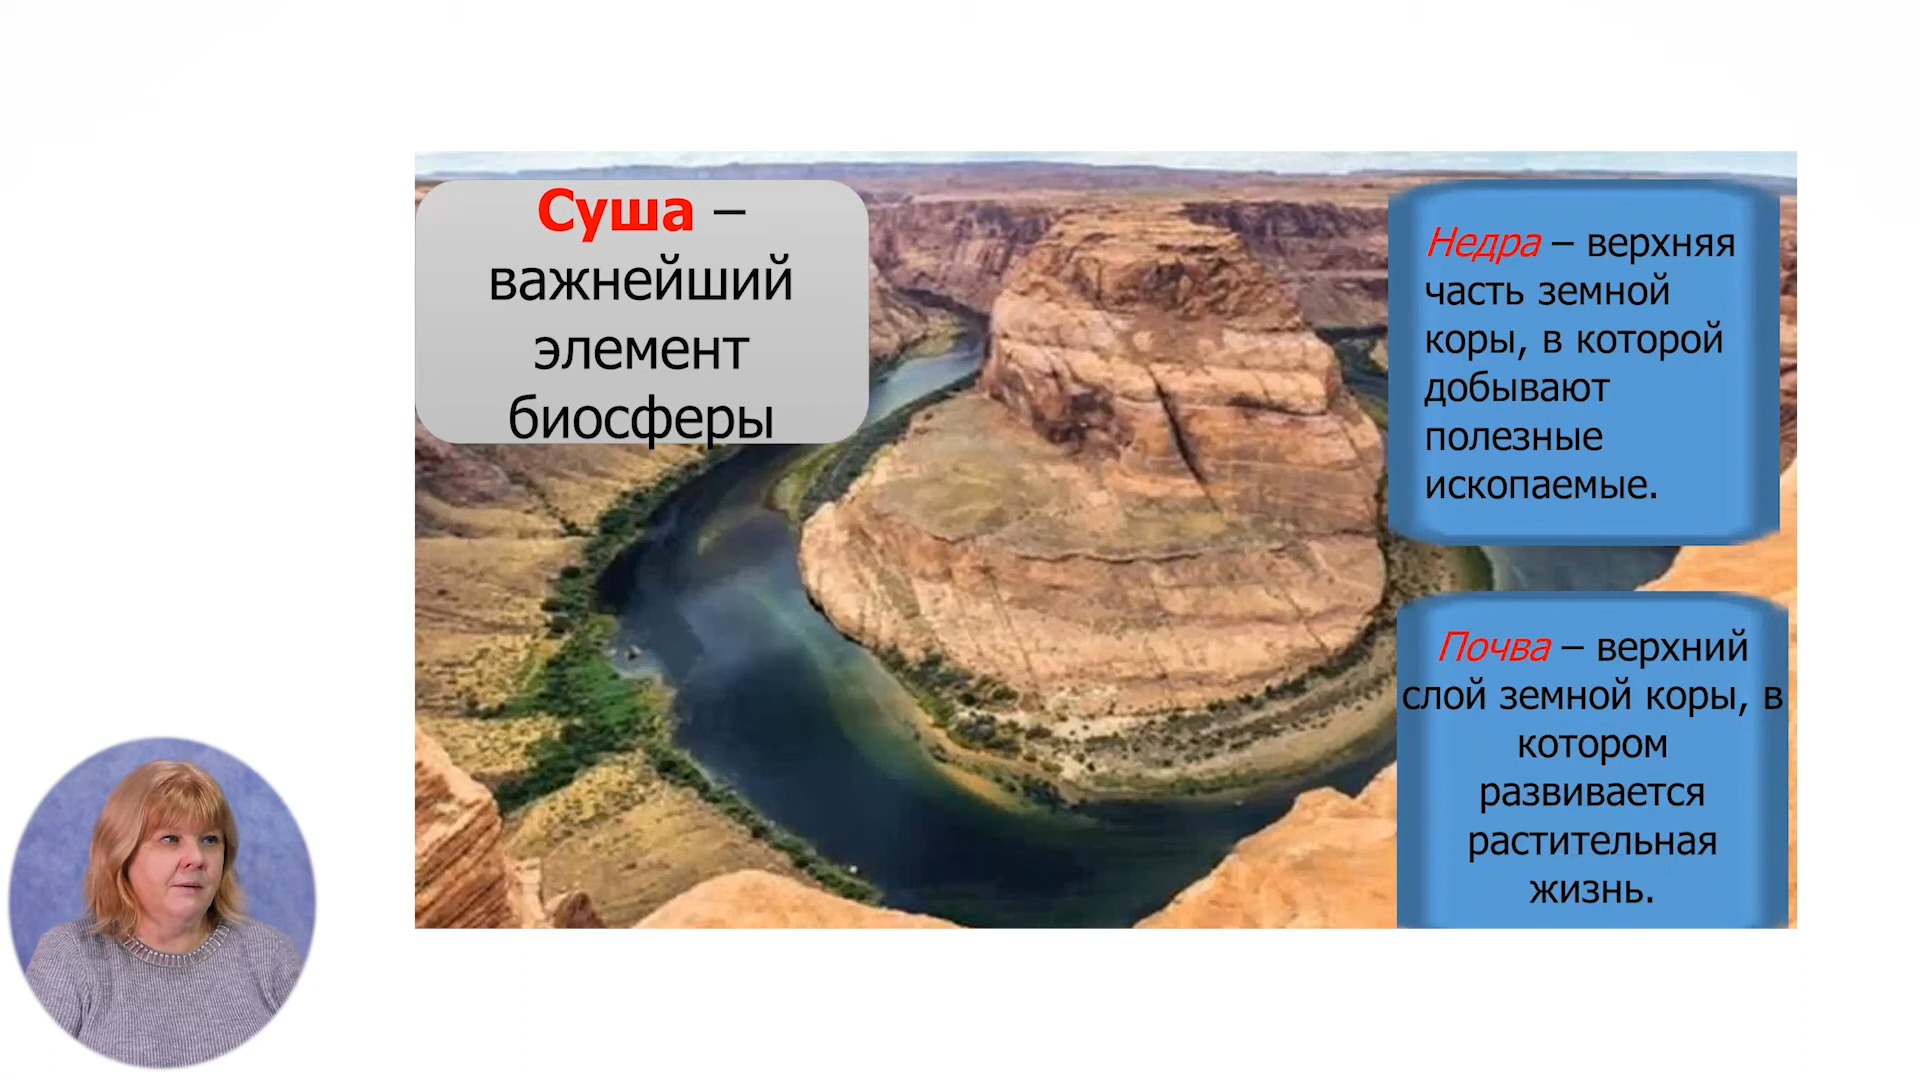 Суша –
важнейший
элемент
биосферы
Недра – верхняя
часть земной
коры, в которой
добывают
полезные
ископаемые.
Почва – верхний
слой земной коры, в
котором
развивается
растительная
жизнь.